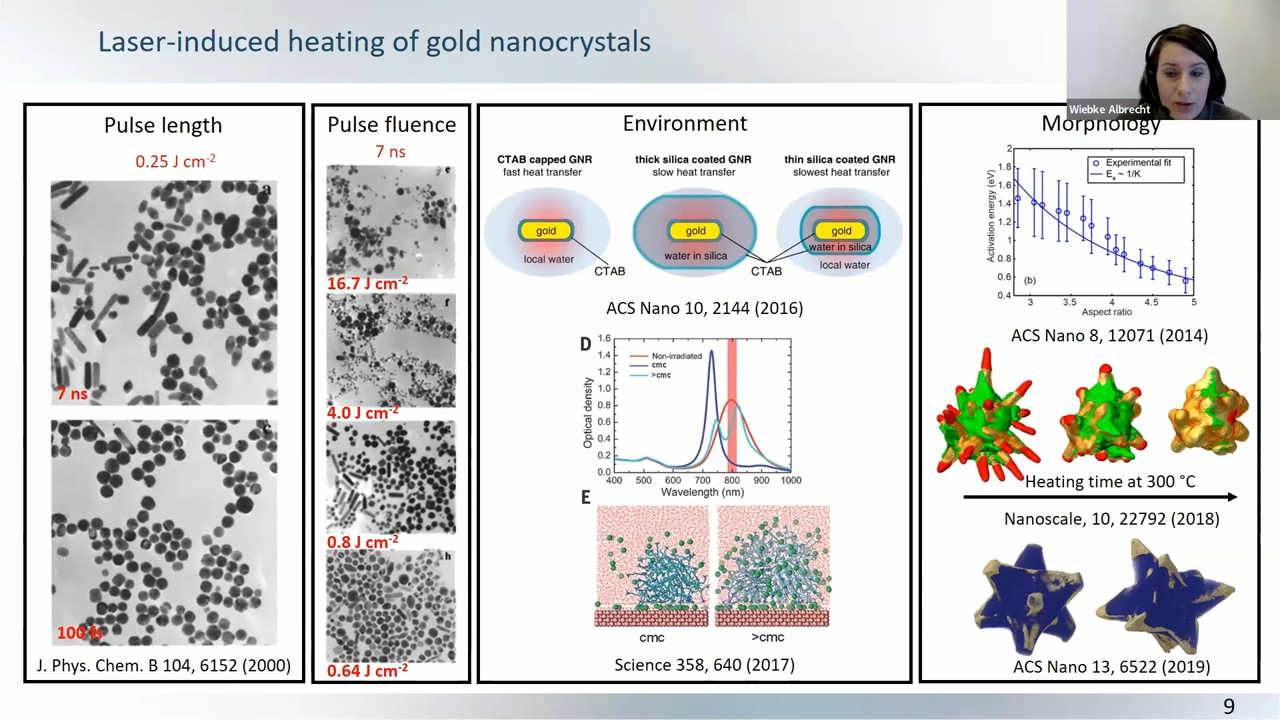 Laser-induced heating of gold nanocrystals
Wiebke Albrecht
Pulse length
0.25 J cm-2
a
7 ns
100 fs
J. Phys. Chem. B 104, 6152 (2000)
Pulse fluence
7 ns
e
16.7 J cm-2
f
4.0 J cm-2
0.8 J cm-2
h
0.64 J cm-2
Environment
CTAB capped GNR
fast heat transfer
thick silica coated GNR
slow heat transfer
thin silica coated GNR
slowest heat transfer
gold
gold
gold
local water
water in silica
water in silica
local water
CTAB
CTAB
ACS Nano 10, 2144 (2016)
D
Optical density
1.6
1.4
1.2
1.0
0.8
0.6
0.4
0.2
0.0
Non-irradiated
cmc
>cmc
400 500 600 700 800 900 1000
Wavelength (nm)
E
cmc
>cmc
Science 358, 640 (2017)
Morphology
Activation energy (eV)
2
1.8
1.6
1.4
1.2
1
0.8
0.6
0.4
Experimental fit
Ea ~ 1/K
(b)
3 3.5 4 4.5 5
Aspect ratio
ACS Nano 8, 12071 (2014)
Heating time at 300 °C
Nanoscale, 10, 22792 (2018)
ACS Nano 13, 6522 (2019)
9